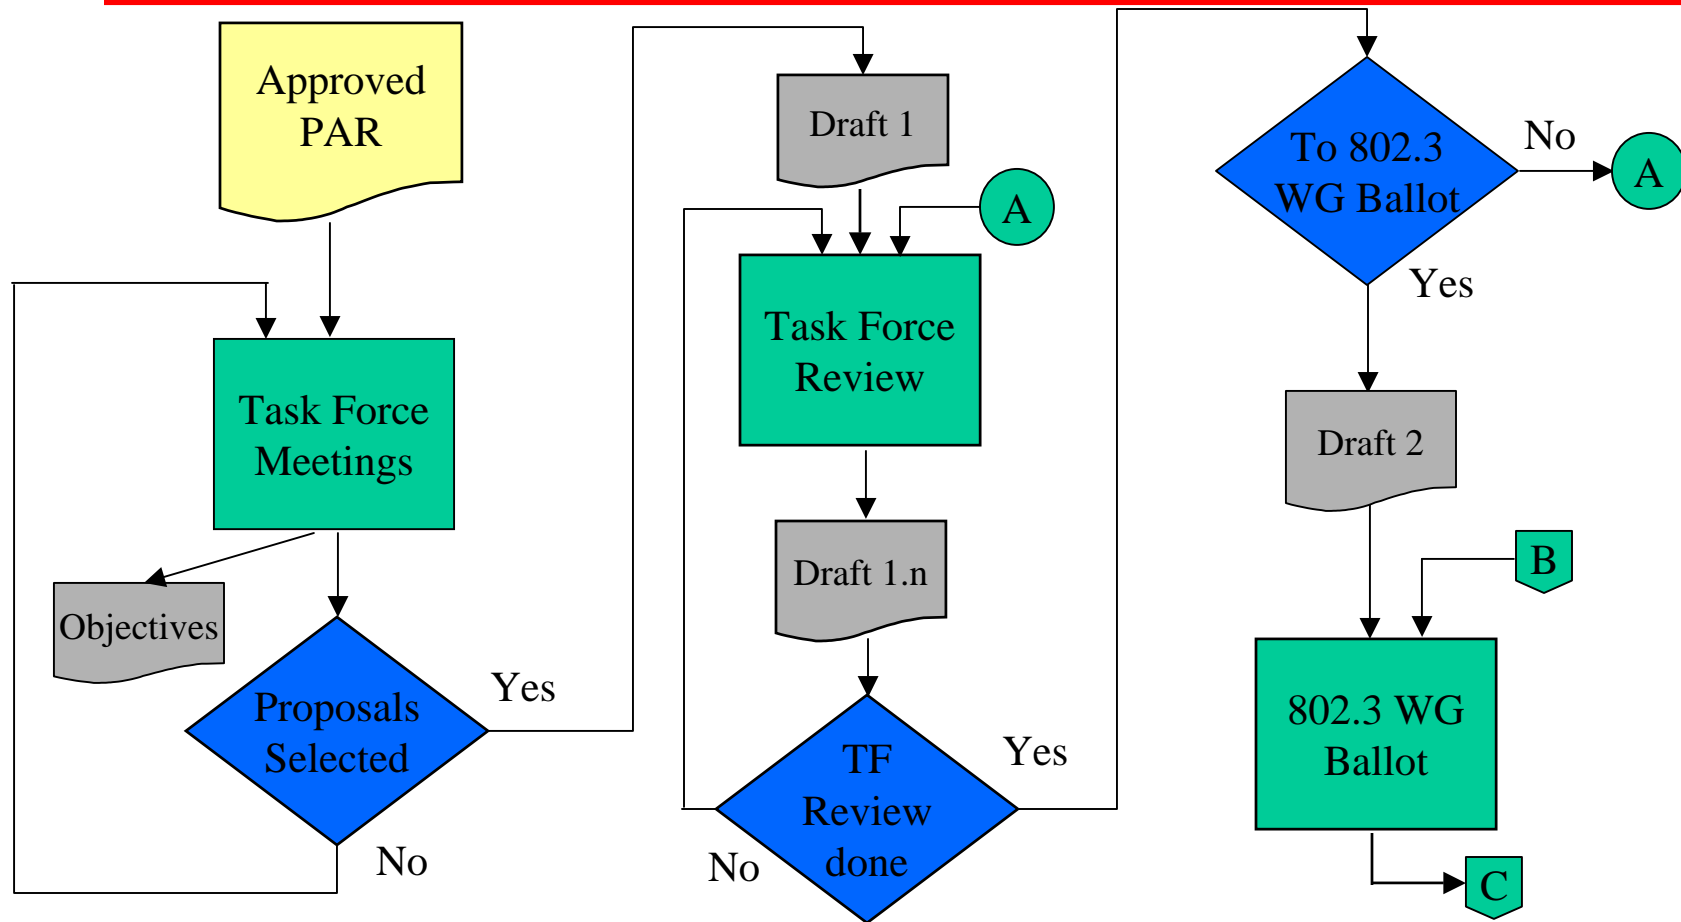 Approved
PAR
Task Force
Meetings
Objectives
Proposals
Selected
Yes
No
Draft 1
A
Task Force
Review
Draft 1.n
TF
Review
done
Yes
No
To 802.3
WG Ballot
No
A
Yes
Draft 2
B
802.3 WG
Ballot
C